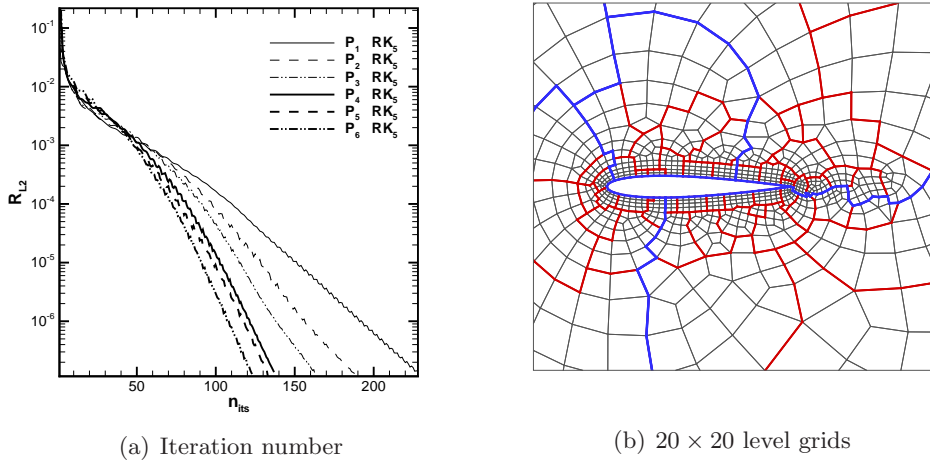 10⁻¹
10⁻²
10⁻³
10⁻⁴
10⁻⁵
10⁻⁶
R_L2
P₁ RK₅
P₂ RK₅
P₃ RK₅
P₄ RK₅
P₅ RK₅
P₆ RK₅
50 100 150 200
n_its
(a) Iteration number
(b) 20 × 20 level grids